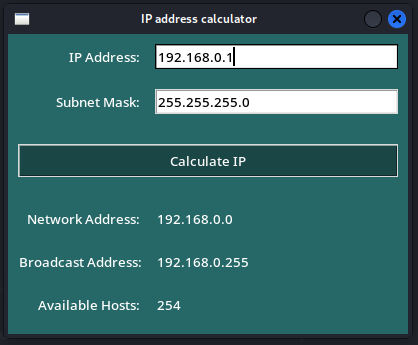 IP address calculator
IP Address: 192.168.0.1
Subnet Mask: 255.255.255.0
Calculate IP
Network Address: 192.168.0.0
Broadcast Address: 192.168.0.255
Available Hosts: 254